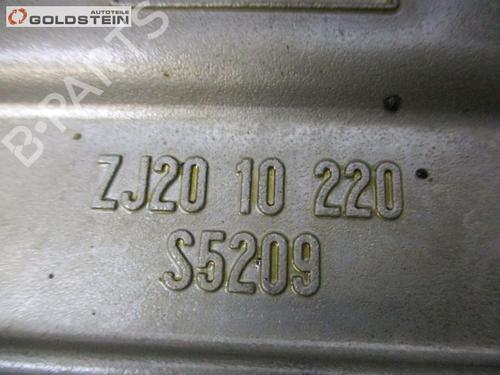 Autoteile
GOLDSTEIN
B-PARTS
ZJ20 10 220
S5209